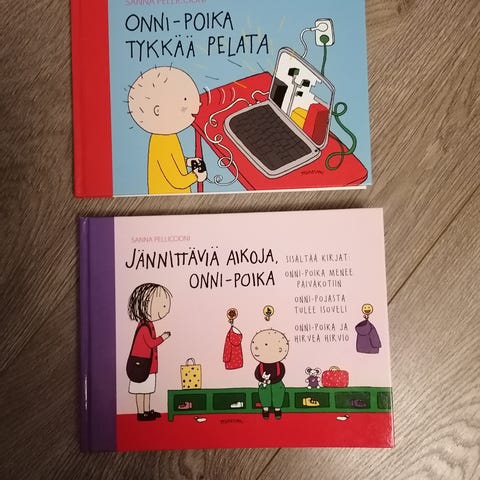 SANNA PELLICCIONI
ONNI-POIKA
TYKKÄÄ PELATA
SANNA PELLICCIONI
JÄNNITTÄVIÄ AIKOJA,
ONNI-POIKA
SISÄLTÄÄ KIRJAT:
ONNI-POIKA MENEE
PÄIVÄKOTIIN
ONNI-POJASTA
TULEE ISOVELI
ONNI-POIKA JA
HIRVEÄ HIRVIÖ